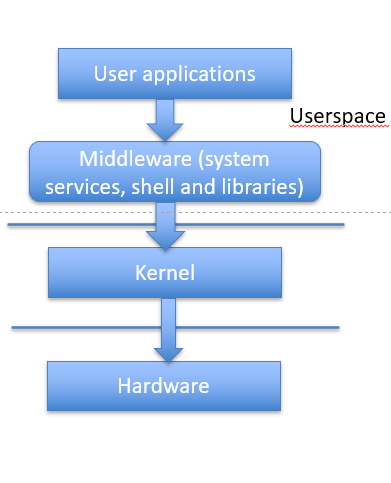 User applications
Userspace
Middleware (system
services, shell and libraries)
Kernel
Hardware